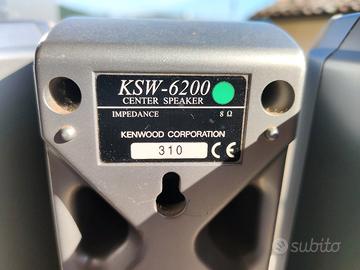 KSW-6200
CENTER SPEAKER
IMPEDANCE 8 Ω
KENWOOD CORPORATION
310 CE
subito